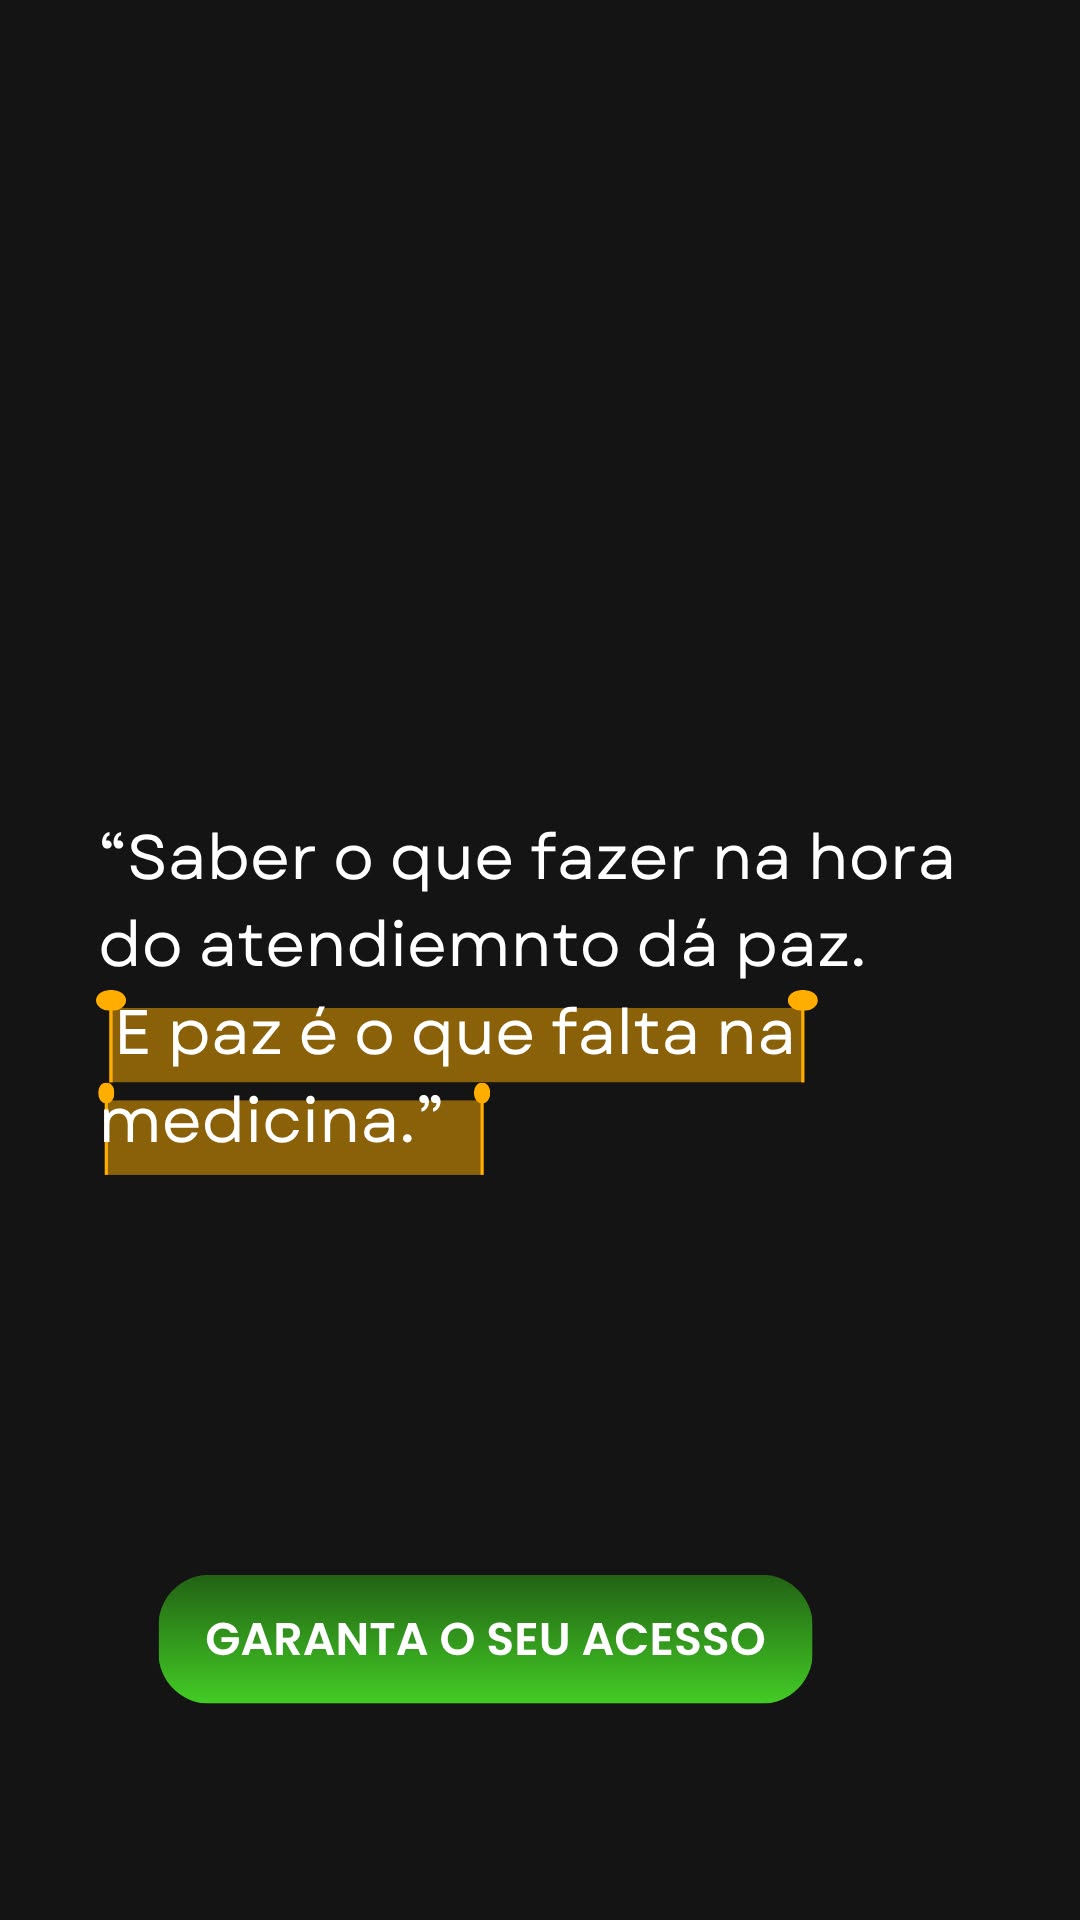 “Saber o que fazer na hora
do atendiemnto dá paz.
E paz é o que falta na
medicina.”
GARANTA O SEU ACESSO